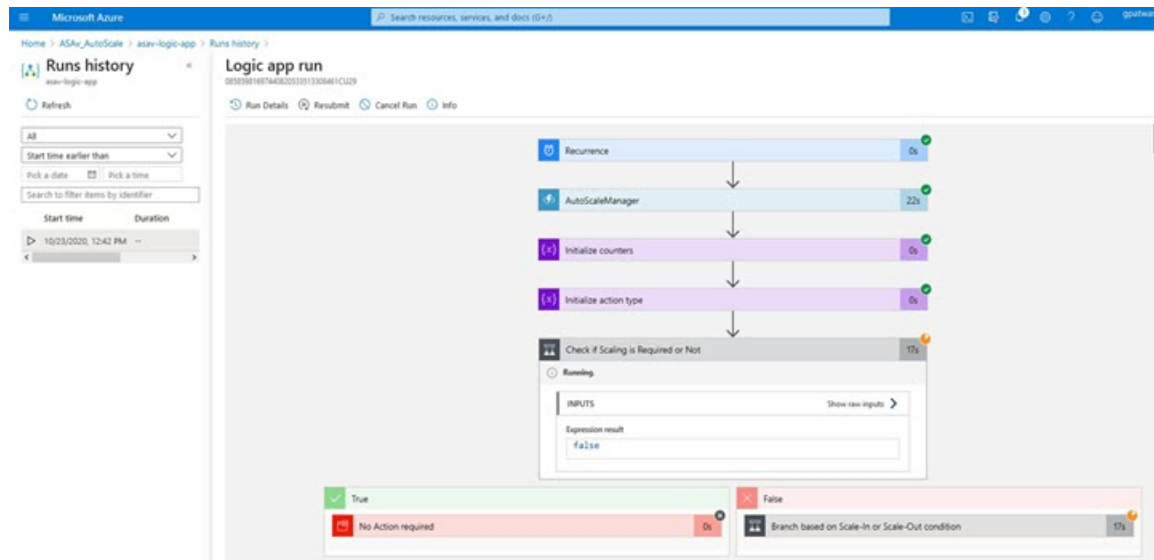 Microsoft Azure
Search resources, services, and docs (G+/)
Home > ASAv_AutoScale > asav-logic-app > Runs history >
Runs history
asav-logic-app
Refresh
All
Start time earlier than
Pick a date Pick a time
Search to filter items by identifier
Start time Duration
10/23/2020, 12:42 PM --
Logic app run
Run Details Resubmit Cancel Run Info
Recurrence 0s
AutoScaleManager 22s
Initialize counters 0s
Initialize action type 0s
Check if Scaling is Required or Not 17s
Running.
INPUTS Show raw inputs
Expression result
false
True
No Action required 0s
False
Branch based on Scale-In or Scale-Out condition 17s